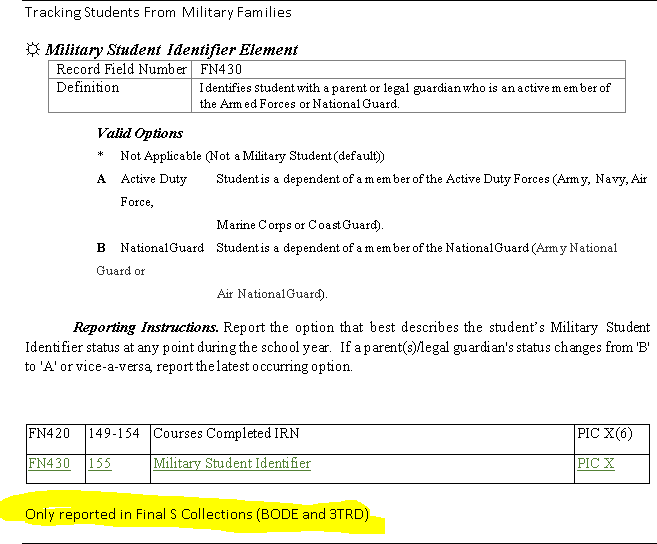 Tracking Students From Military Families
☼ Military Student Identifier Element
Record Field Number FN430
Definition Identifies student with a parent or legal guardian who is an active member of
the Armed Forces or National Guard.
Valid Options
* Not Applicable (Not a Military Student (default))
A Active Duty Student is a dependent of a member of the Active Duty Forces (Army, Navy, Air
Force,
Marine Corps or Coast Guard).
B National Guard Student is a dependent of a member of the National Guard (Army National
Guard or
Air National Guard).
Reporting Instructions. Report the option that best describes the student's Military Student
Identifier status at any point during the school year. If a parent(s)/legal guardian's status changes from 'B'
to 'A' or vice-a-versa, report the latest occurring option.
FN420 149-154 Courses Completed IRN PIC X(6)
FN430 155 Military Student Identifier PIC X
Only reported in Final S Collections (BODE and 3TRD)